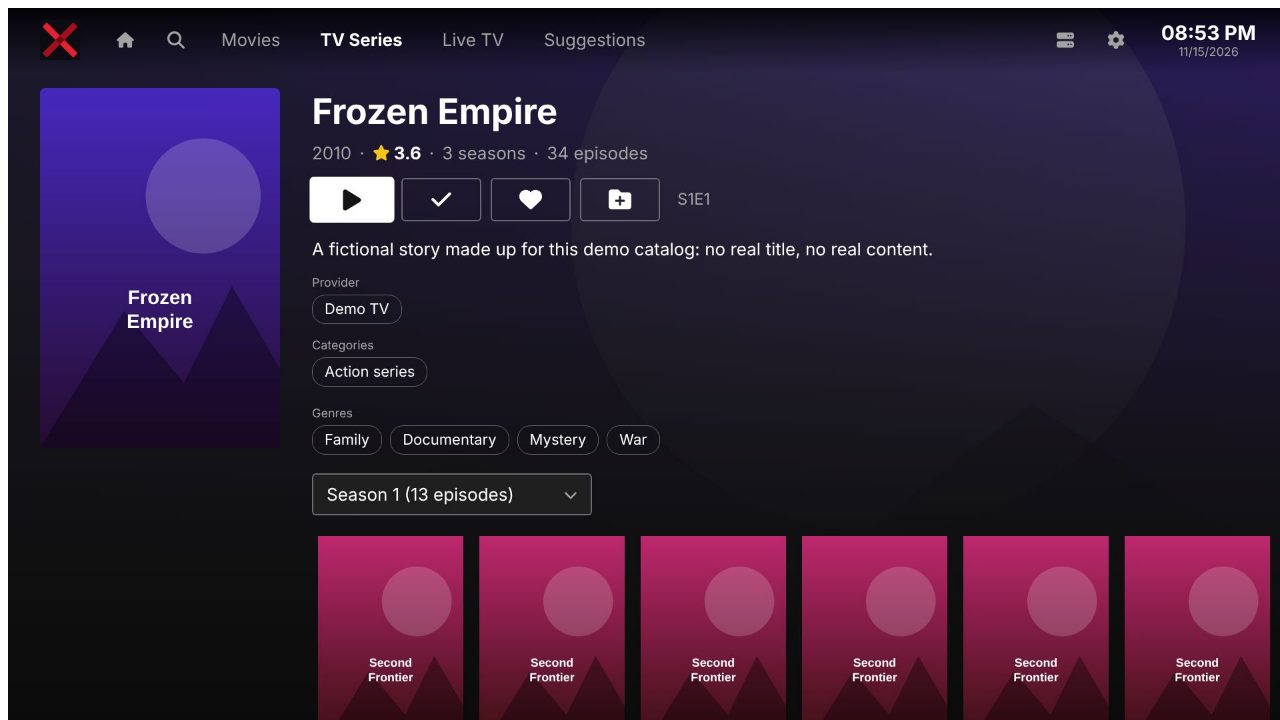 Movies
TV Series
Live TV
Suggestions
08:53 PM
11/15/2026
Frozen
Empire
Frozen Empire
2010 · 3.6 · 3 seasons · 34 episodes
S1E1
A fictional story made up for this demo catalog: no real title, no real content.
Provider
Demo TV
Categories
Action series
Genres
Family
Documentary
Mystery
War
Season 1 (13 episodes)
Second
Frontier
Second
Frontier
Second
Frontier
Second
Frontier
Second
Frontier
Second
Frontier